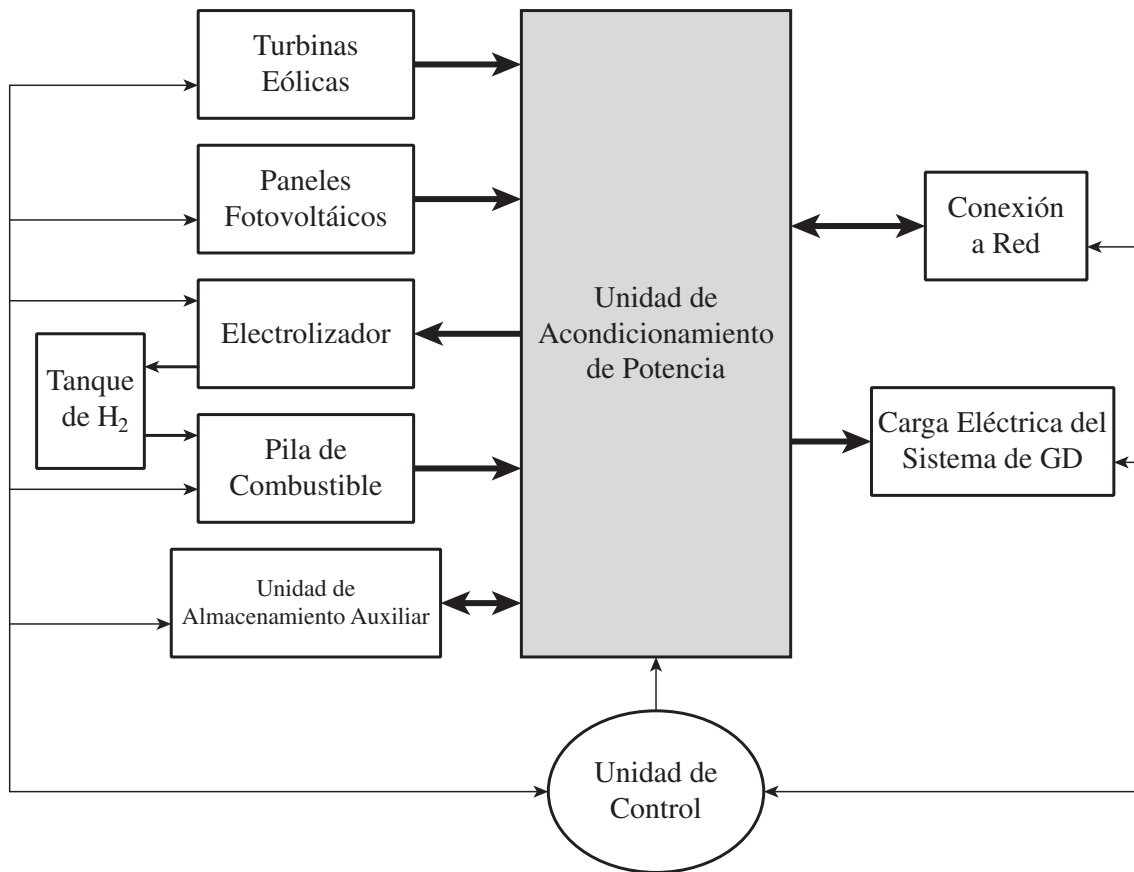 Turbinas
Eólicas
Paneles
Fotovoltáicos
Electrolizador
Tanque
de H₂
Pila de
Combustible
Unidad de
Almacenamiento Auxiliar
Unidad de
Acondicionamiento
de Potencia
Conexión
a Red
Carga Eléctrica del
Sistema de GD
Unidad de
Control